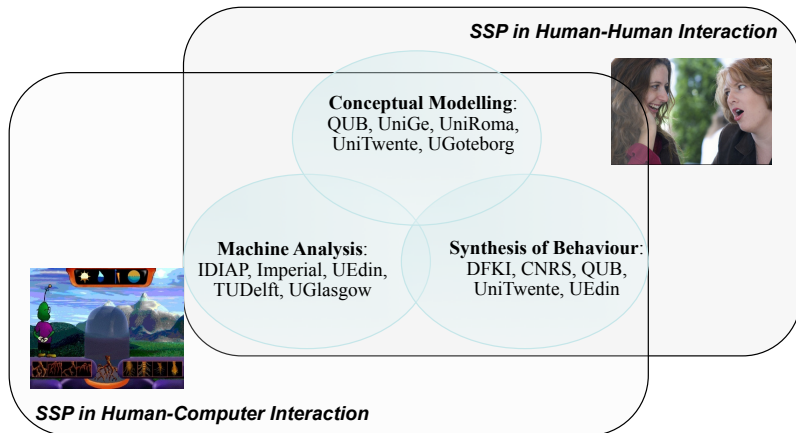 SSP in Human-Human Interaction
Conceptual Modelling:
QUB, UniGe, UniRoma,
UniTwente, UGoteborg
Machine Analysis:
IDIAP, Imperial, UEdin,
TUDelft, UGlasgow
Synthesis of Behaviour:
DFKI, CNRS, QUB,
UniTwente, UEdin
SSP in Human-Computer Interaction